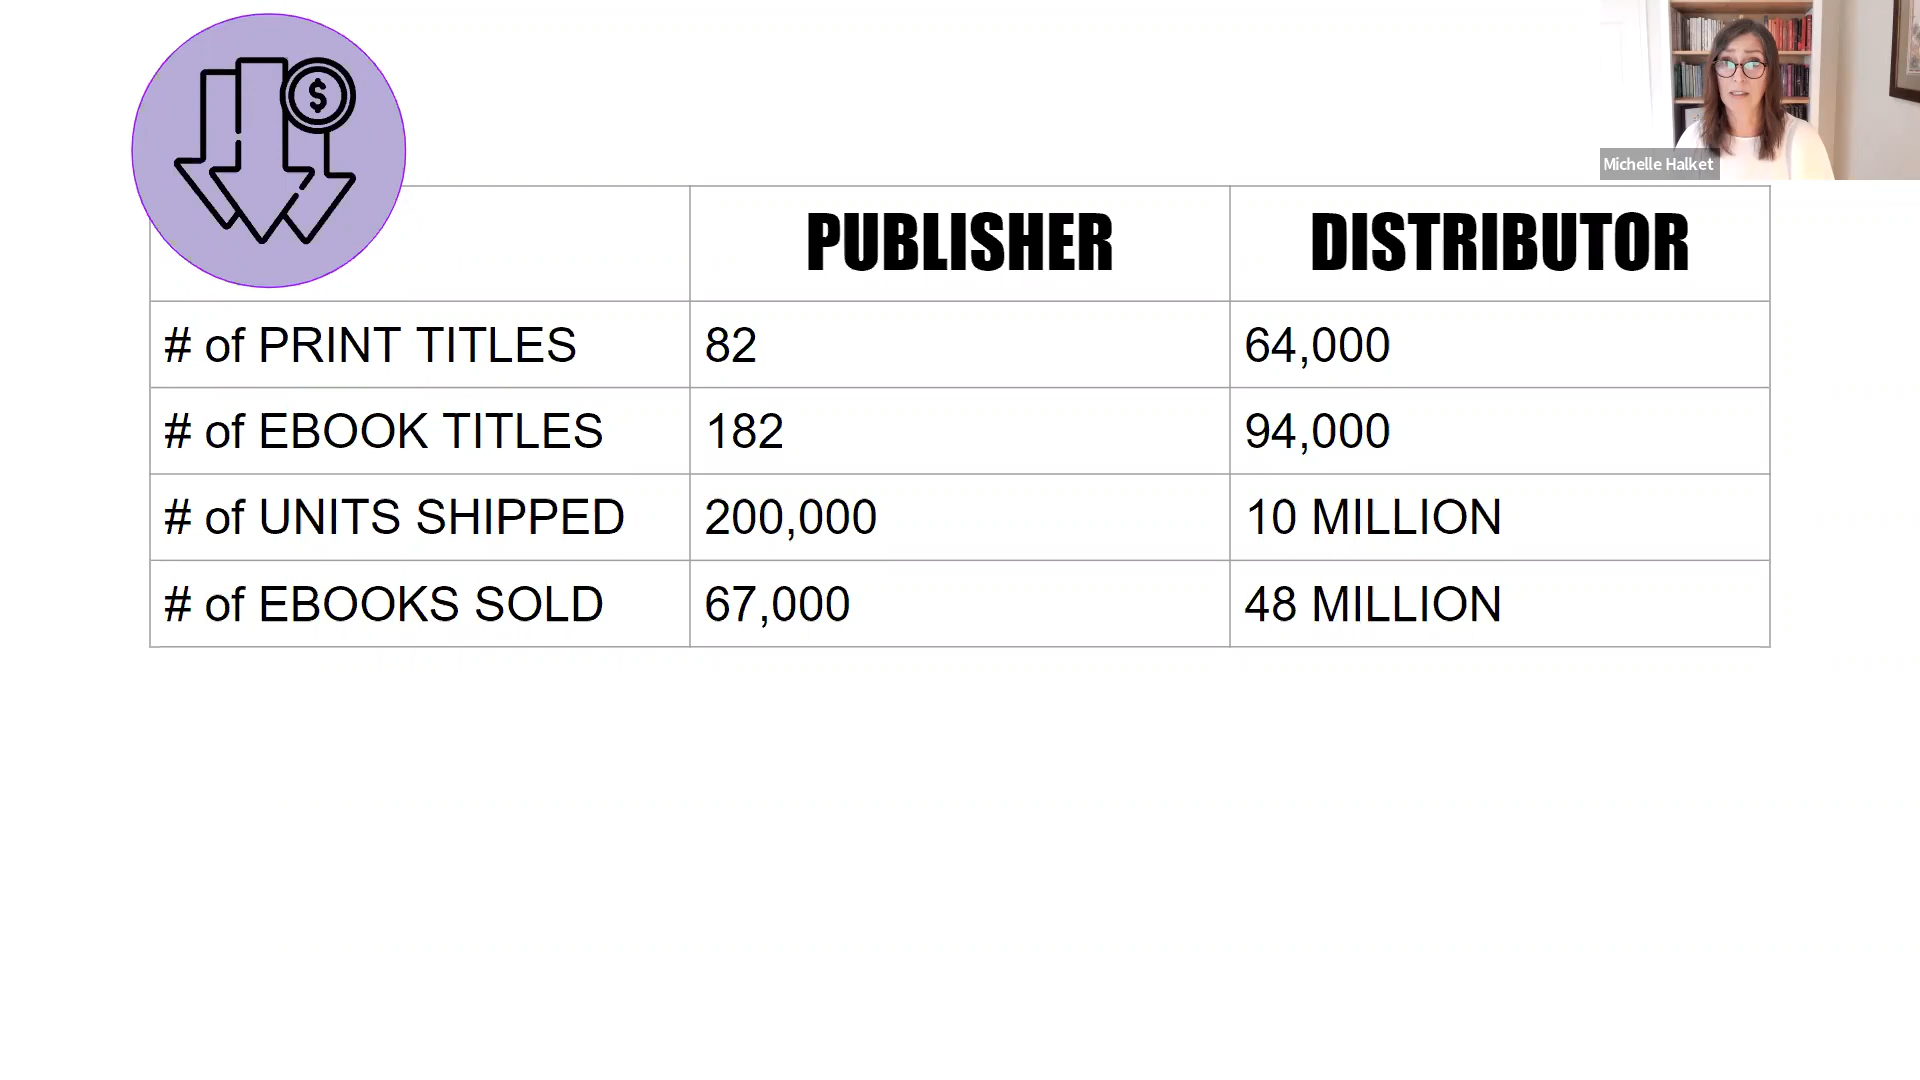 $
Michelle Halket
PUBLISHER DISTRIBUTOR
# of PRINT TITLES 82 64,000
# of EBOOK TITLES 182 94,000
# of UNITS SHIPPED 200,000 10 MILLION
# of EBOOKS SOLD 67,000 48 MILLION